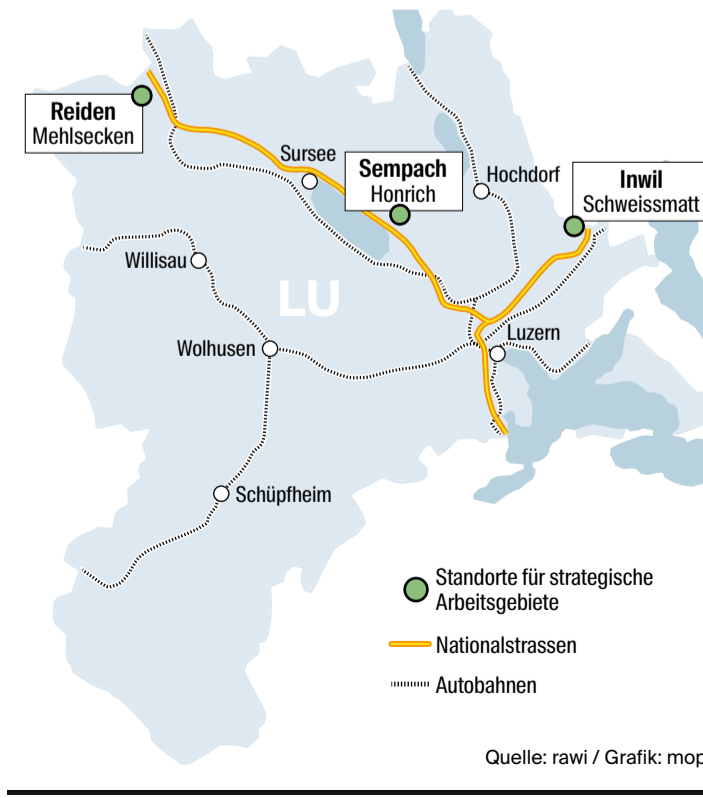 Reiden
Mehlsecken
Sursee
Sempach
Honrich
Hochdorf
Inwil
Schweissmatt
Willisau
LU
Wolhusen
Luzern
Schüpfheim
Standorte für strategische
Arbeitsgebiete
Nationalstrassen
Autobahnen
Quelle: rawi / Grafik: mop